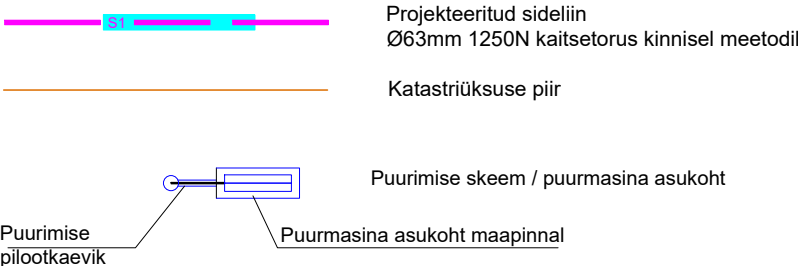 S1
Projekteeritud sideliin
Ø63mm 1250N kaitsetorus kinnisel meetodil
Katastriüksuse piir
Puurimise skeem / puurmasina asukoht
Puurimise
pilootkaevik
Puurmasina asukoht maapinnal